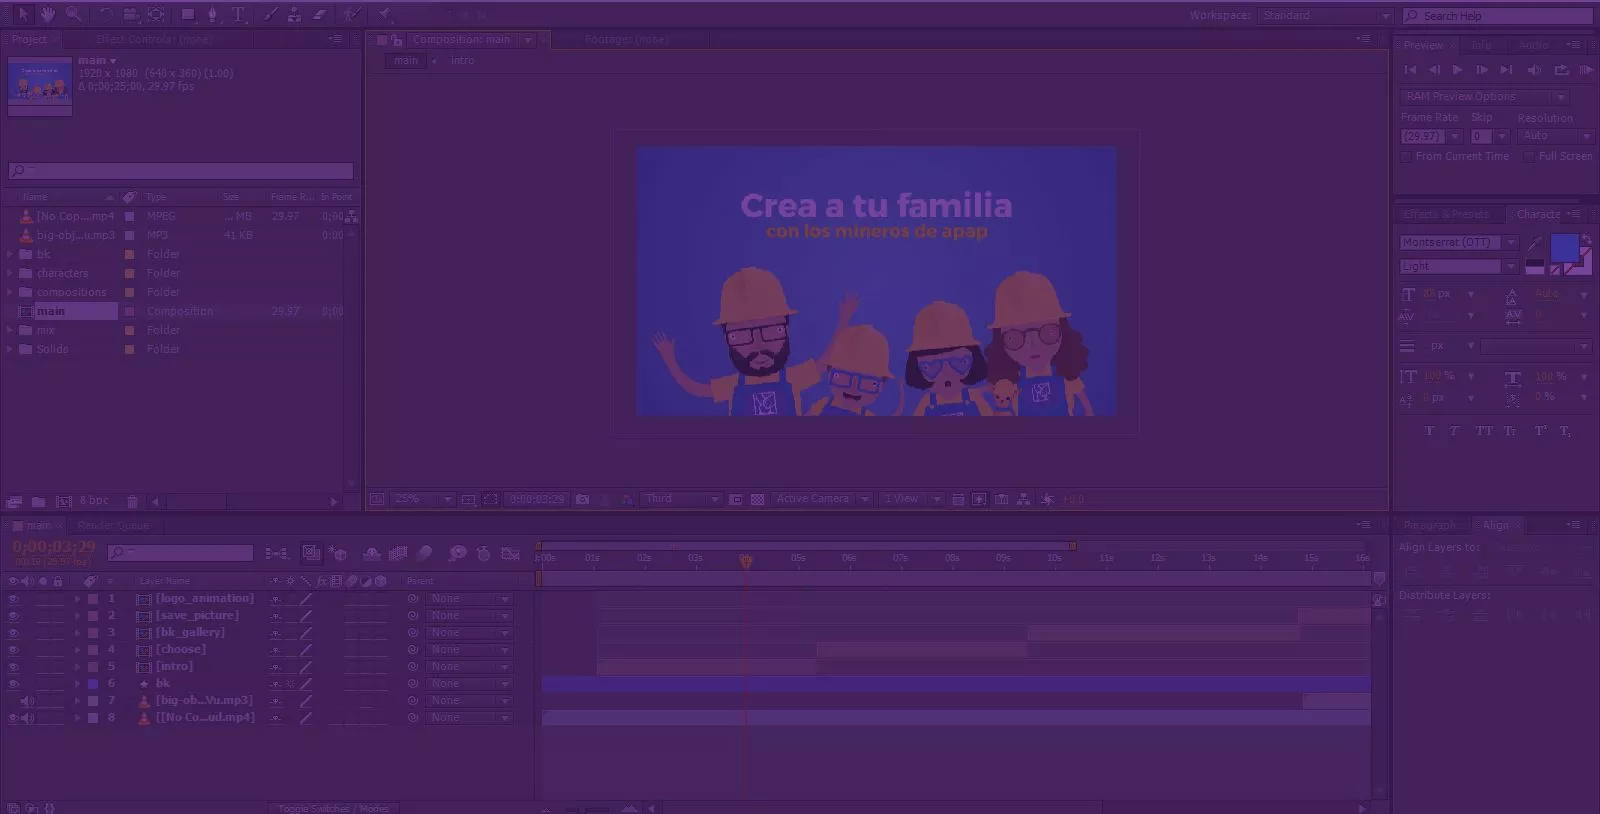 Workspace: Standard
Search Help
Project
Effect Controls: (none)
Composition: main
Footage: (none)
Preview
Info
Audio
main
intro
main
1920 x 1080 (640 x 360) (1.00)
Δ 0;00;25;00, 29.97 fps
RAM Preview Options
Frame Rate Skip Resolution
(29.97) 0 Auto
From Current Time Full Screen
Name Type Size Frame R... In Point
[No Cop....mp4 MPEG ... MB 29.97 0;00
big-obj...u.mp3 MP3 41 KB 0:00
bk Folder
characters Folder
compositions Folder
main Composition 29.97 0;00
mix Folder
Solids Folder
Crea a tu familia
con los mineros de apap
Effects & Presets
Characte
Montserrat (OTT)
Light
px Auto
0
- px
100 % 100 %
0 px 0 %
T T TT Tt T¹ T,
8 bpc
25% 0;00;03;29 Third Active Camera 1 View +0.0
main
Render Queue
Paragraph
Align
0;00;03;29
(29.97 fps)
01s 02s 03s 05s 06s 07s 08s 09s 10s 11s 12s 13s 14s 15s 16s
Align Layers to:
Distribute Layers:
# Layer Name Parent
1 [logo_animation] None
2 [save_picture] None
3 [bk_gallery] None
4 [choose] None
5 [intro] None
6 bk None
7 [big-ob...Vu.mp3] None
8 [[No Co...ud.mp4] None
Toggle Switches / Modes